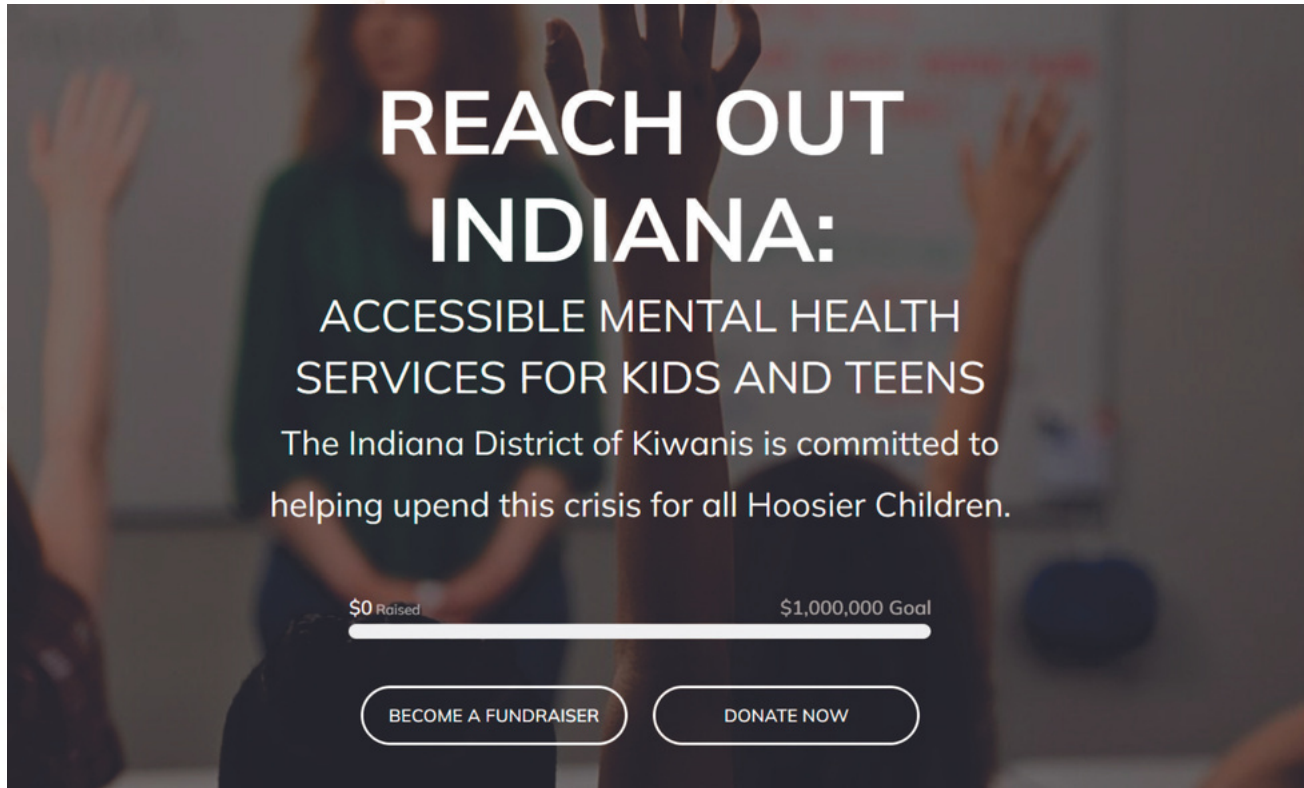 REACH OUT
INDIANA:
ACCESSIBLE MENTAL HEALTH
SERVICES FOR KIDS AND TEENS
The Indiana District of Kiwanis is committed to
helping upend this crisis for all Hoosier Children.
$0 Raised $1,000,000 Goal
BECOME A FUNDRAISER DONATE NOW